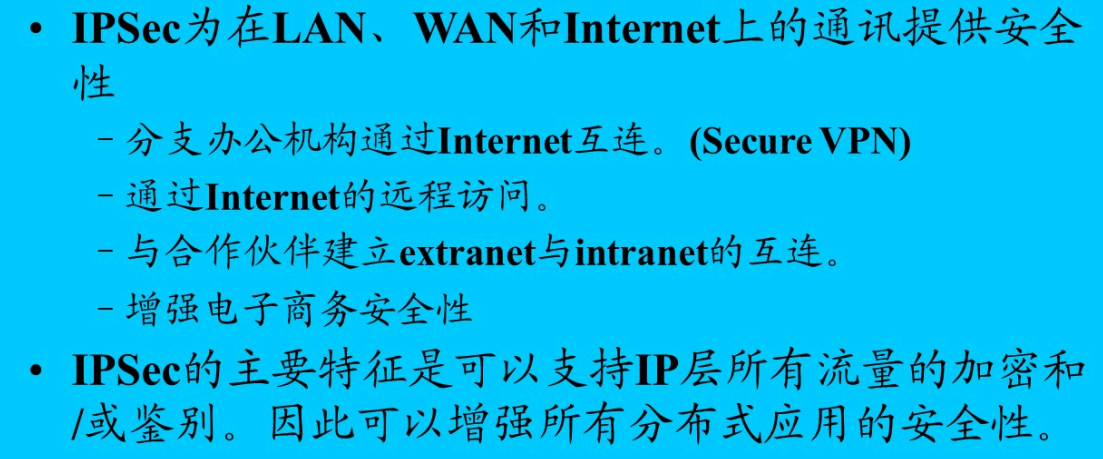 • IPSec为在LAN、WAN和Internet上的通讯提供安全
性
–分支办公机构通过Internet互连。(Secure VPN)
–通过Internet的远程访问。
–与合作伙伴建立extranet与intranet的互连。
–增强电子商务安全性
• IPSec的主要特征是可以支持IP层所有流量的加密和
/或鉴别。因此可以增强所有分布式应用的安全性。